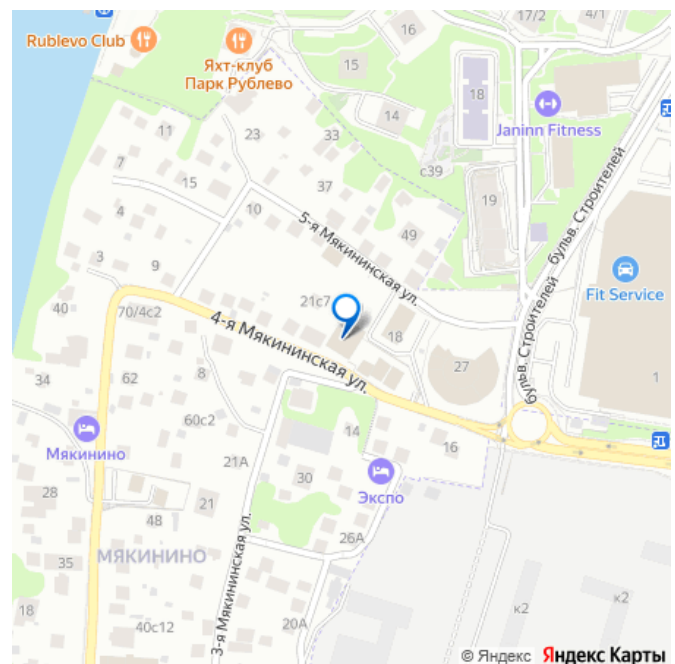 Rublevo Club
17/2
4/1
16
Яхт-клуб
Парк Рублево
15
18
14
Janinn Fitness
11
23
33
7
с39
15
37
19
4
10
5-я Мякининская ул.
49
бульв. Строителей
бульв. Строителей
3
9
Fit Service
40
70/4с2
21с7
4-я Мякининская ул.
18
27
1
34
62
8
60с2
14
16
Мякинино
21А
Экспо
30
28
21
48
3-я Мякининская ул.
26А
35
МЯКИНИНО
18
40с12
20А
к2
к2
© Яндекс Яндекс Карты